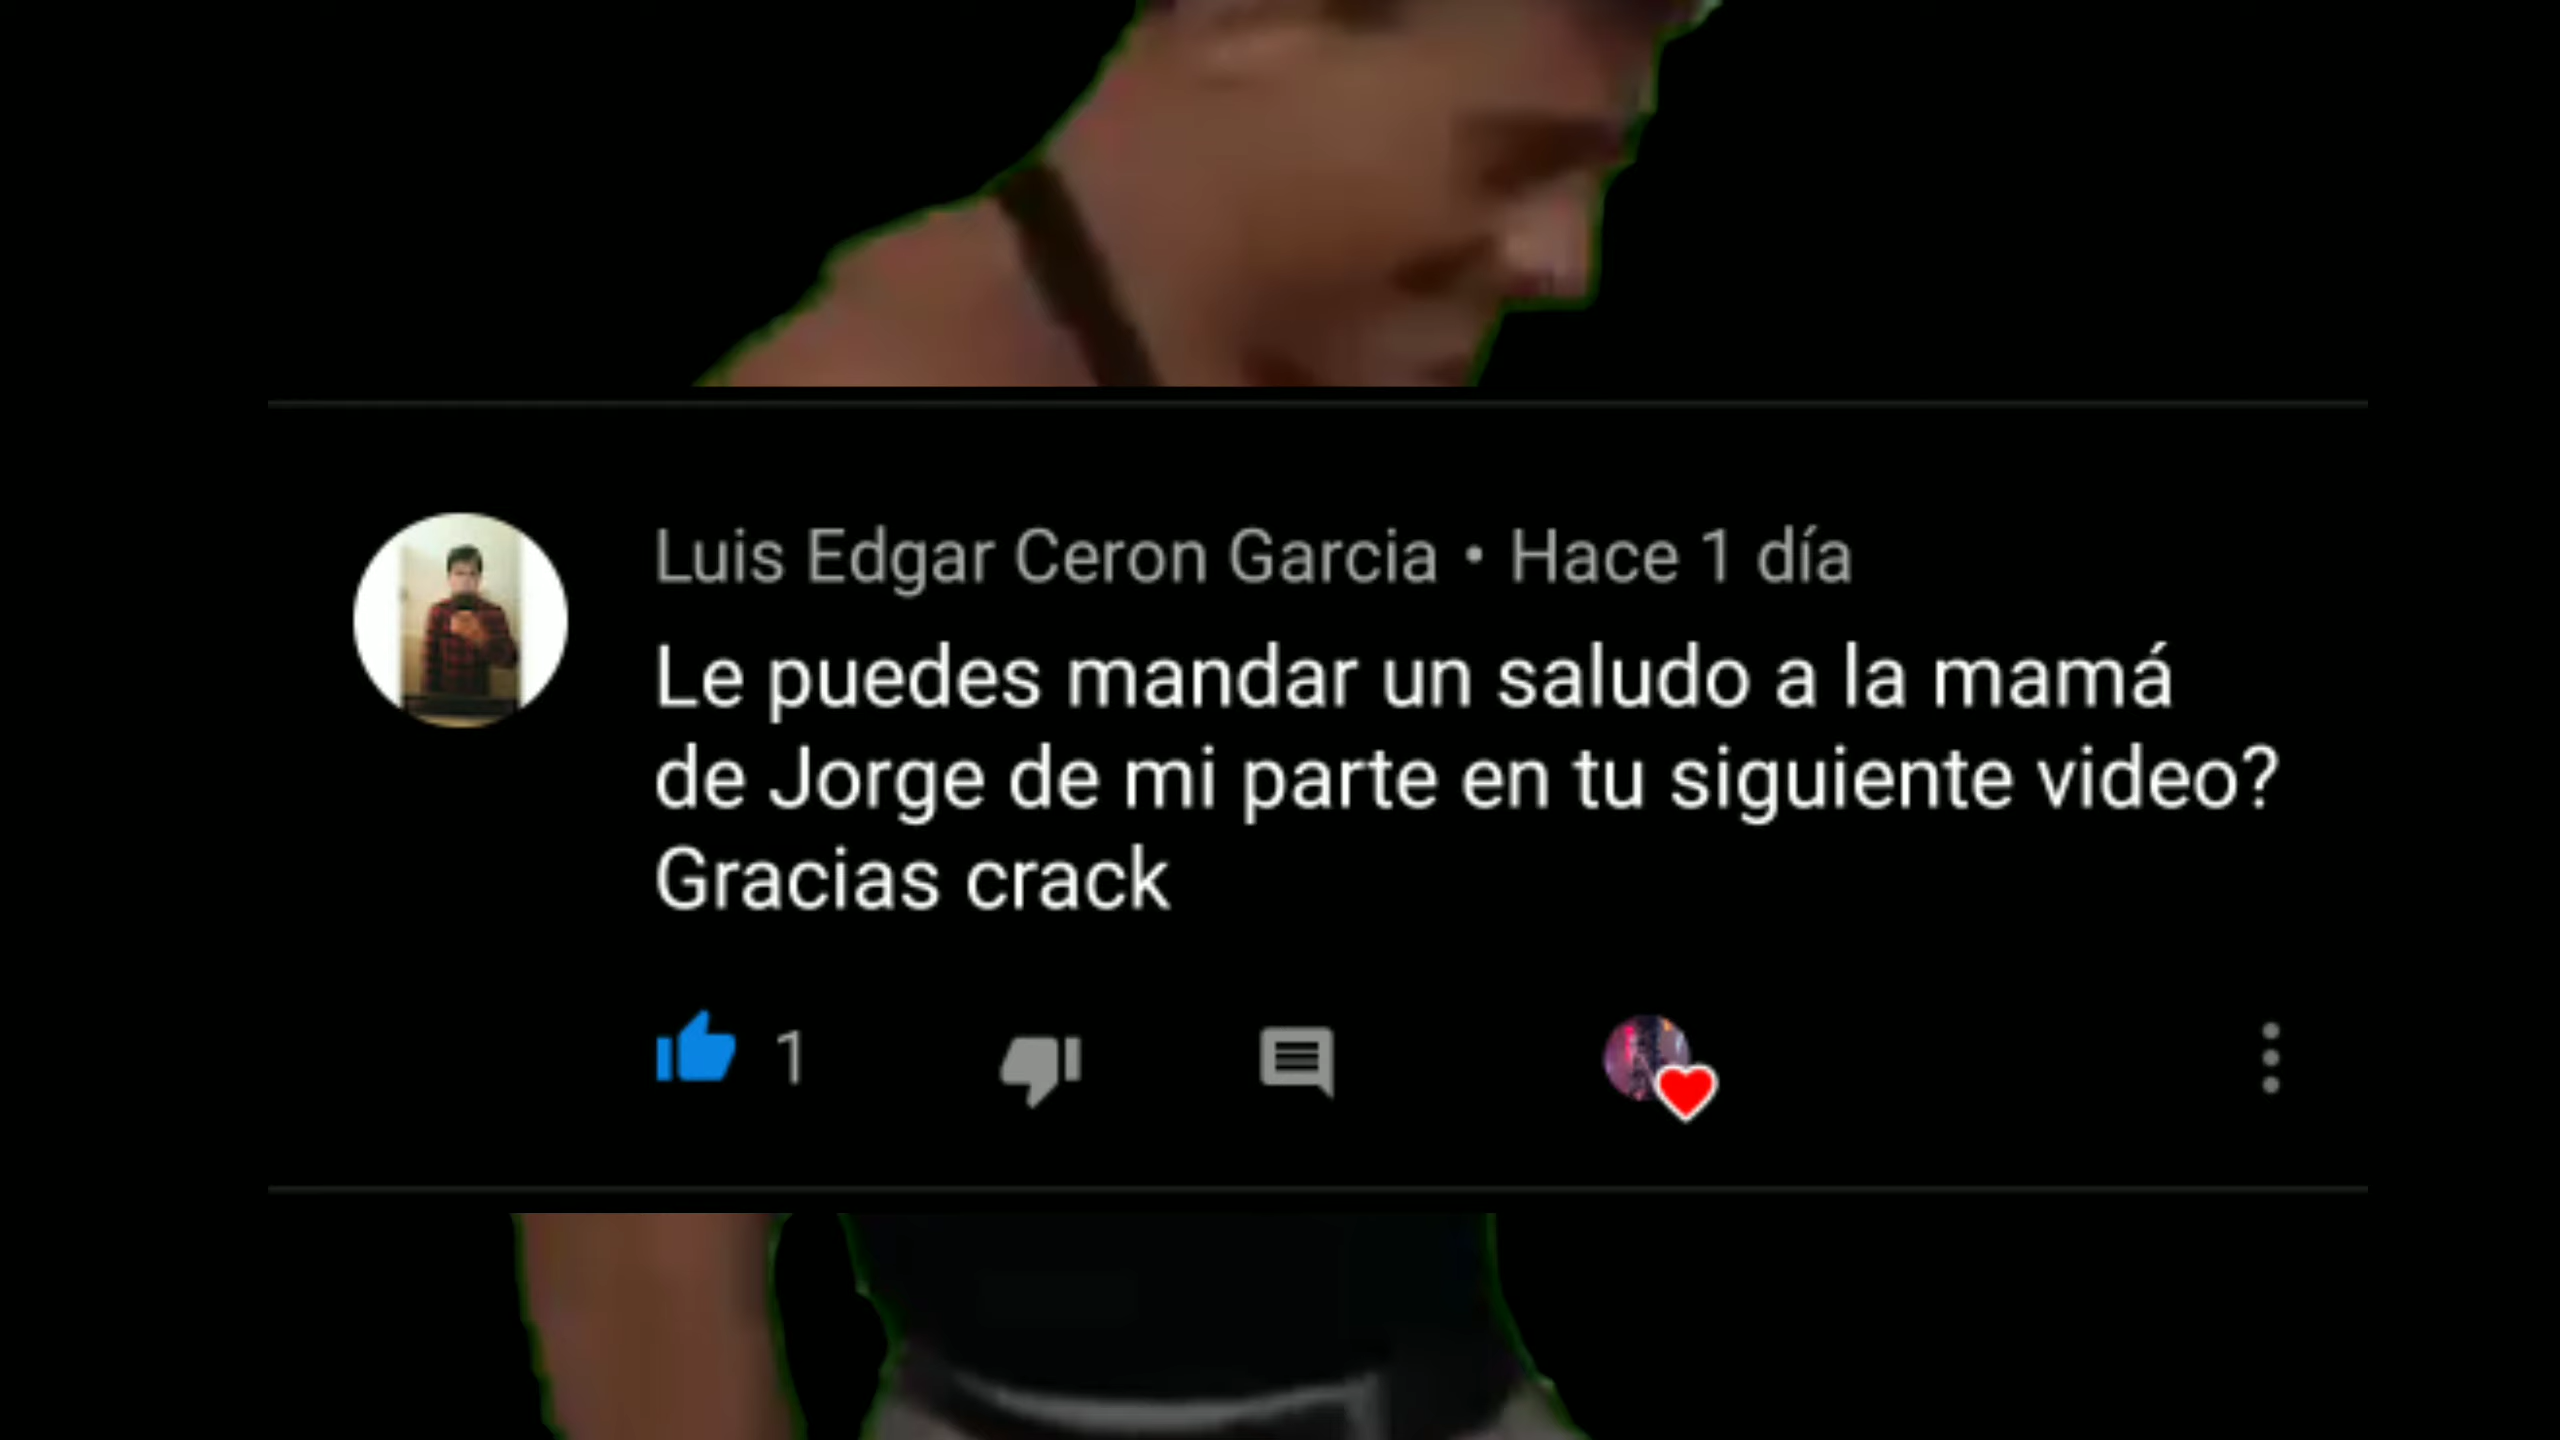 Luis Edgar Ceron Garcia • Hace 1 día
Le puedes mandar un saludo a la mamá
de Jorge de mi parte en tu siguiente video?
Gracias crack
1